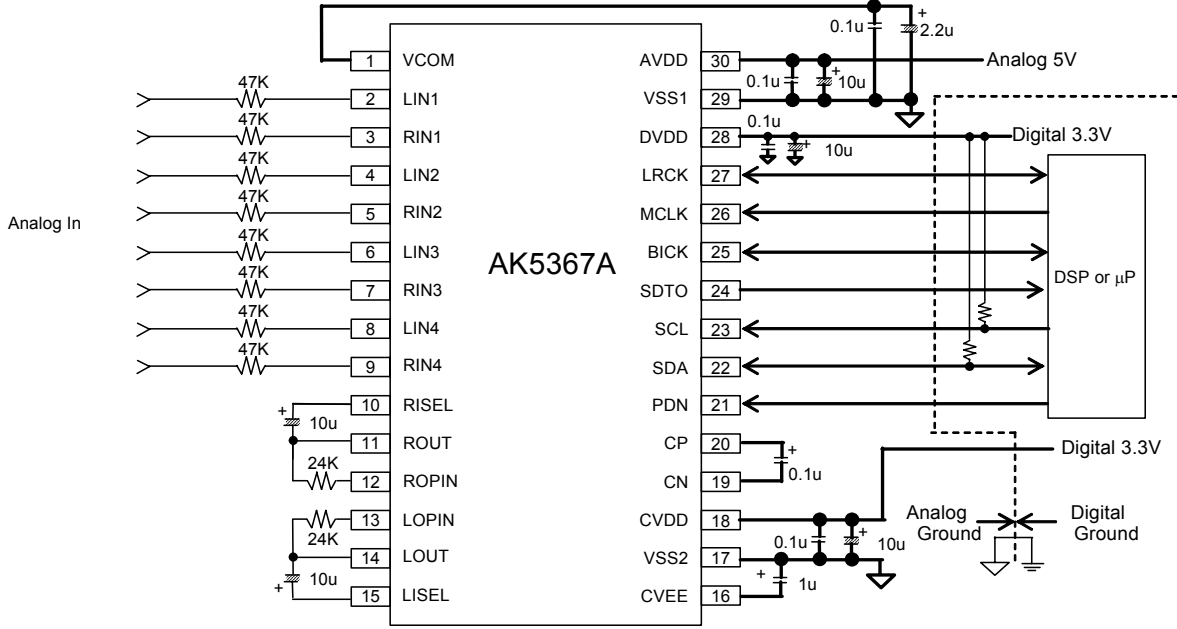 0.1u
+
2.2u
1 VCOM AVDD 30 Analog 5V
0.1u + 10u
47K
2 LIN1 VSS1 29
47K
0.1u
3 RIN1 DVDD 28 + 10u Digital 3.3V
47K
4 LIN2 LRCK 27
47K
5 RIN2 MCLK 26
Analog In
47K
6 LIN3 BICK 25
AK5367A
DSP or μP
47K
7 RIN3 SDTO 24
47K
8 LIN4 SCL 23
47K
9 RIN4 SDA 22
10 RISEL PDN 21
+ 10u
11 ROUT CP 20
Digital 3.3V
24K
+ 0.1u
12 ROPIN CN 19
13 LOPIN CVDD 18
24K
0.1u + 10u
Analog Ground
Digital Ground
14 LOUT VSS2 17
+ 10u
+ 1u
15 LISEL CVEE 16